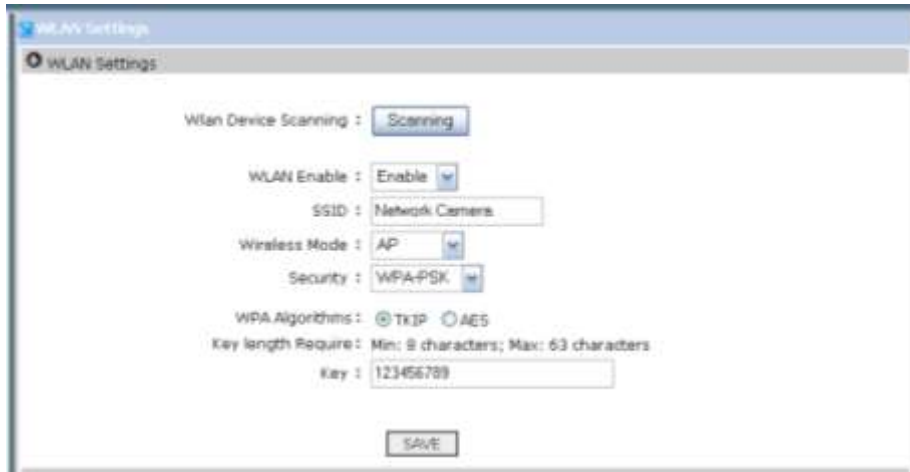 WLAN Settings
WLAN Settings
Wlan Device Scanning : Scanning
WLAN Enable : Enable
SSID : Network Camera
Wireless Mode : AP
Security : WPA-PSK
WPA Algorithms : TKIP AES
Key length Require : Min: 8 characters; Max: 63 characters
Key : 123456789
SAVE